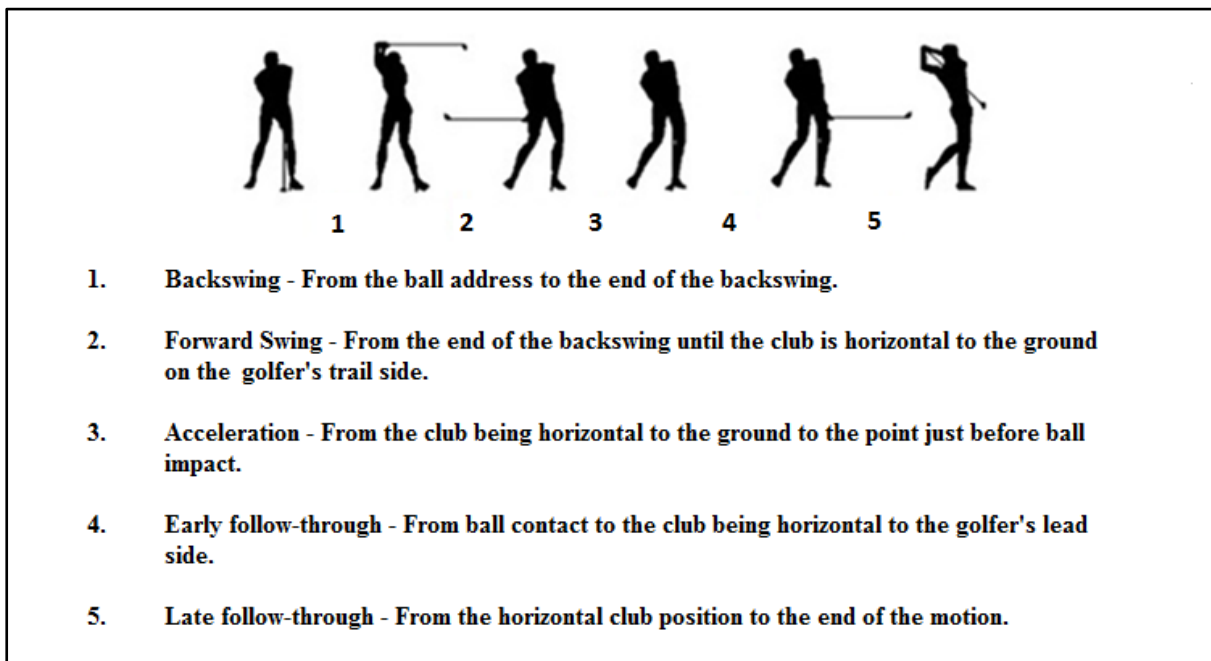 1 2 3 4 5
1. Backswing - From the ball address to the end of the backswing.
2. Forward Swing - From the end of the backswing until the club is horizontal to the ground
on the golfer's trail side.
3. Acceleration - From the club being horizontal to the ground to the point just before ball
impact.
4. Early follow-through - From ball contact to the club being horizontal to the golfer's lead
side.
5. Late follow-through - From the horizontal club position to the end of the motion.